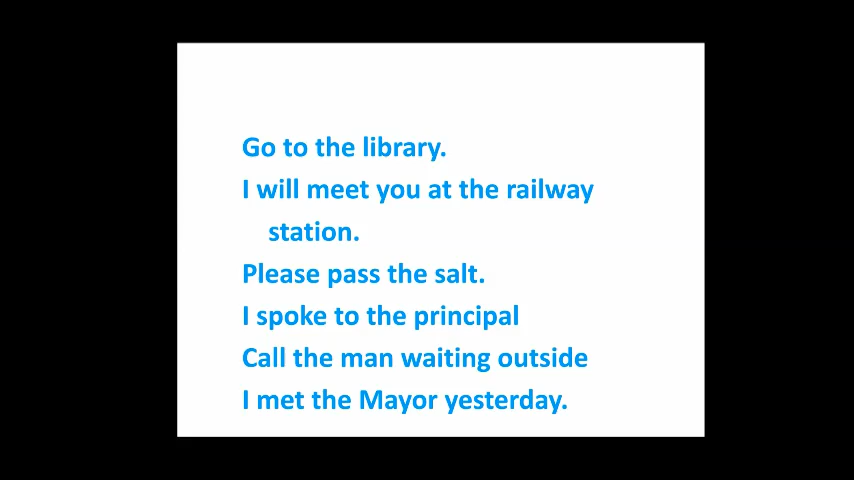 Go to the library.
I will meet you at the railway
station.
Please pass the salt.
I spoke to the principal
Call the man waiting outside
I met the Mayor yesterday.